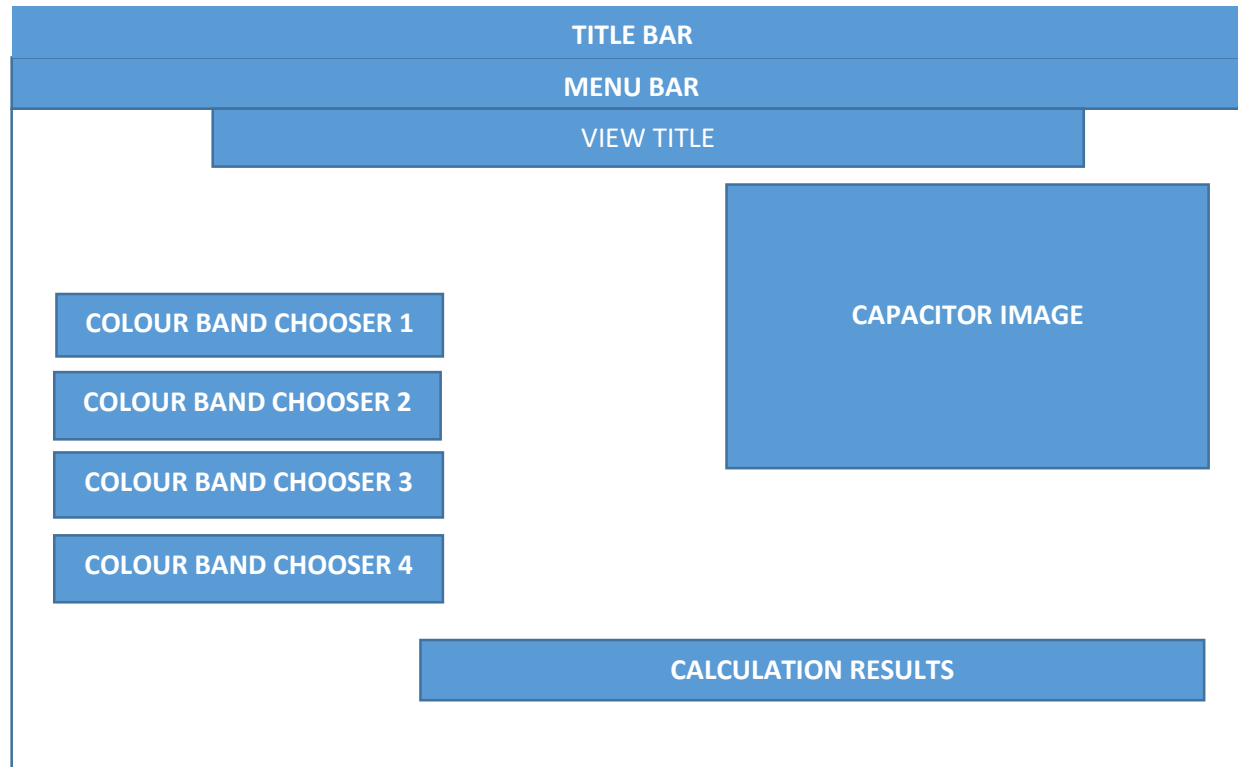 TITLE BAR
MENU BAR
VIEW TITLE
CAPACITOR IMAGE
COLOUR BAND CHOOSER 1
COLOUR BAND CHOOSER 2
COLOUR BAND CHOOSER 3
COLOUR BAND CHOOSER 4
CALCULATION RESULTS